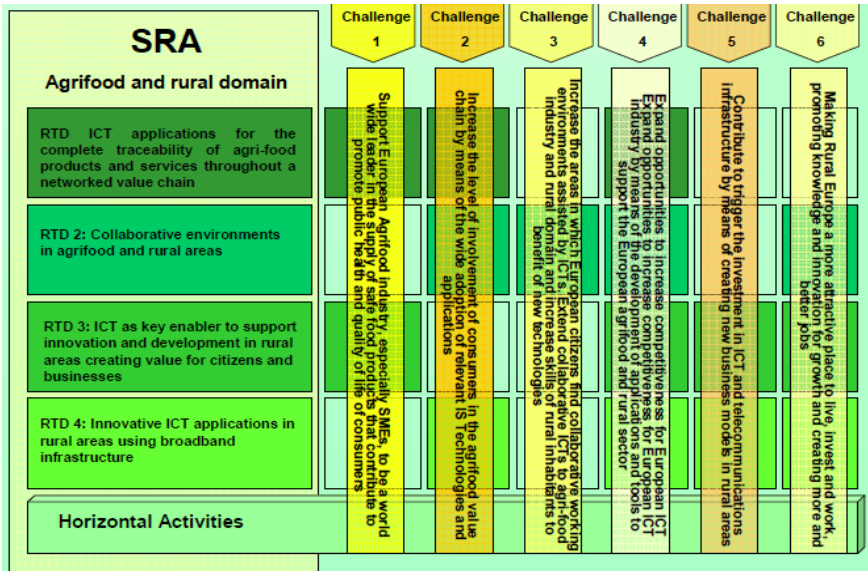 SRA
Agrifood and rural domain
RTD ICT applications for the
complete traceability of agri-food
products and services throughout a
networked value chain
RTD 2: Collaborative environments
in agrifood and rural areas
RTD 3: ICT as key enabler to support
innovation and development in rural
areas creating value for citizens and
businesses
RTD 4: Innovative ICT applications in
rural areas using broadband
infrastructure
Horizontal Activities
Challenge
1
Support European Agrifood industry, especially SMEs, to be a world
wide leader in the supply of safe food products that contribute to
promote public health and quality of life of consumers
Challenge
2
Increase the level of involvement of consumers in the agrifood value
chain by means of the wide adoption of relevant IS Technologies and
applications
Challenge
3
Increase the areas in which European citizens find collaborative working
environments assisted by ICTs. Extend collaborative ICTs to agri-food
industry and rural domain and increase skills of rural inhabitants to
benefit of new technologies
Challenge
4
Expand opportunities to increase competitiveness for European ICT
Expand opportunities to increase competitiveness for European ICT
industry by means of the development of applications and tools to
support the European agrifood and rural sector
Challenge
5
Contribute to trigger the investment in ICT and telecommunications
infrastructure by means of creating new business models in rural areas
Challenge
6
Making Rural Europe a more attractive place to live, invest and work,
promoting knowledge and innovation for growth and creating more and
better jobs